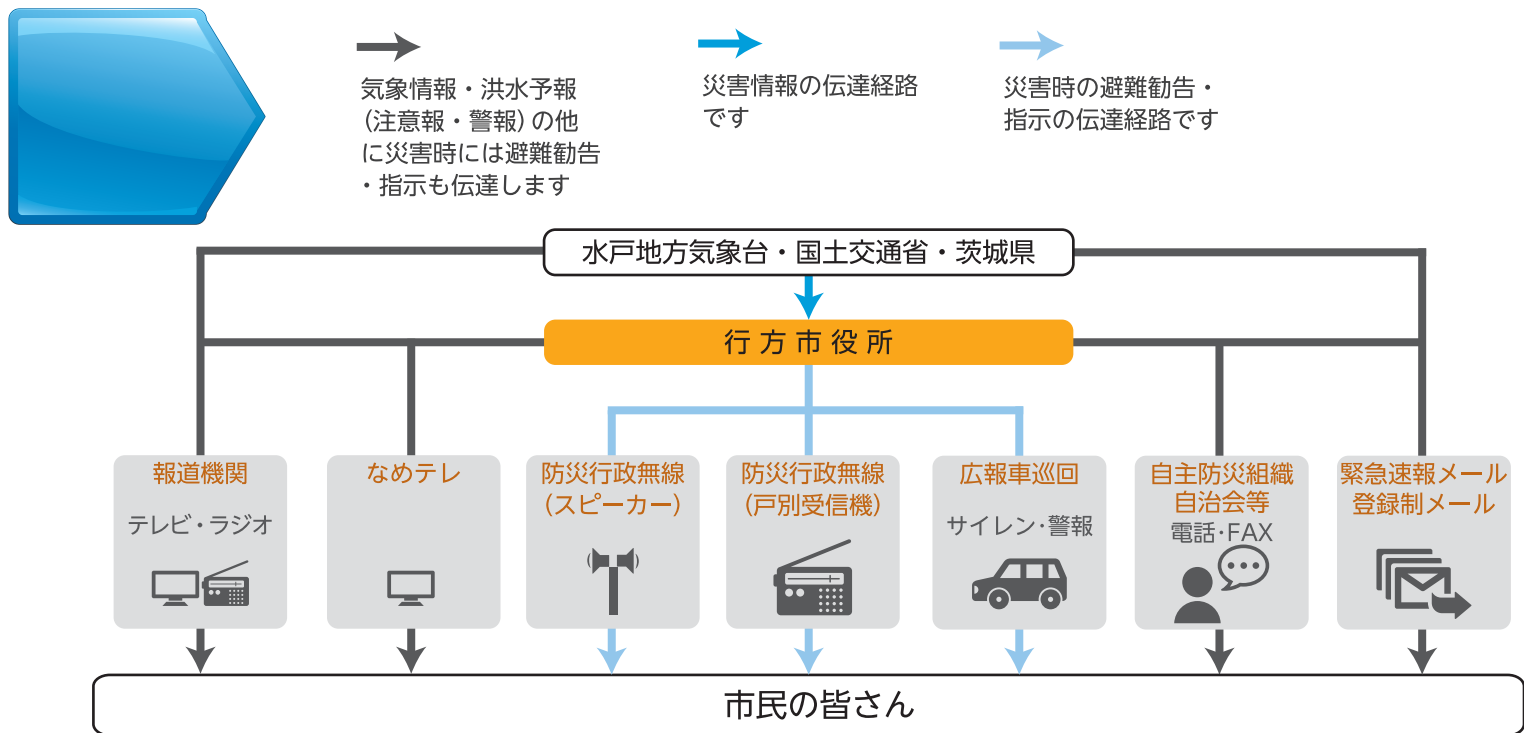 気象情報・洪水予報
（注意報・警報）の他
に災害時には避難勧告
・指示も伝達します
災害情報の伝達経路
です
災害時の避難勧告・
指示の伝達経路です
水戸地方気象台・国土交通省・茨城県
行方市役所
報道機関
テレビ・ラジオ
なめテレ
防災行政無線
（スピーカー）
防災行政無線
（戸別受信機）
広報車巡回
サイレン・警報
自主防災組織
自治会等
電話・FAX
緊急速報メール
登録制メール
市民の皆さん